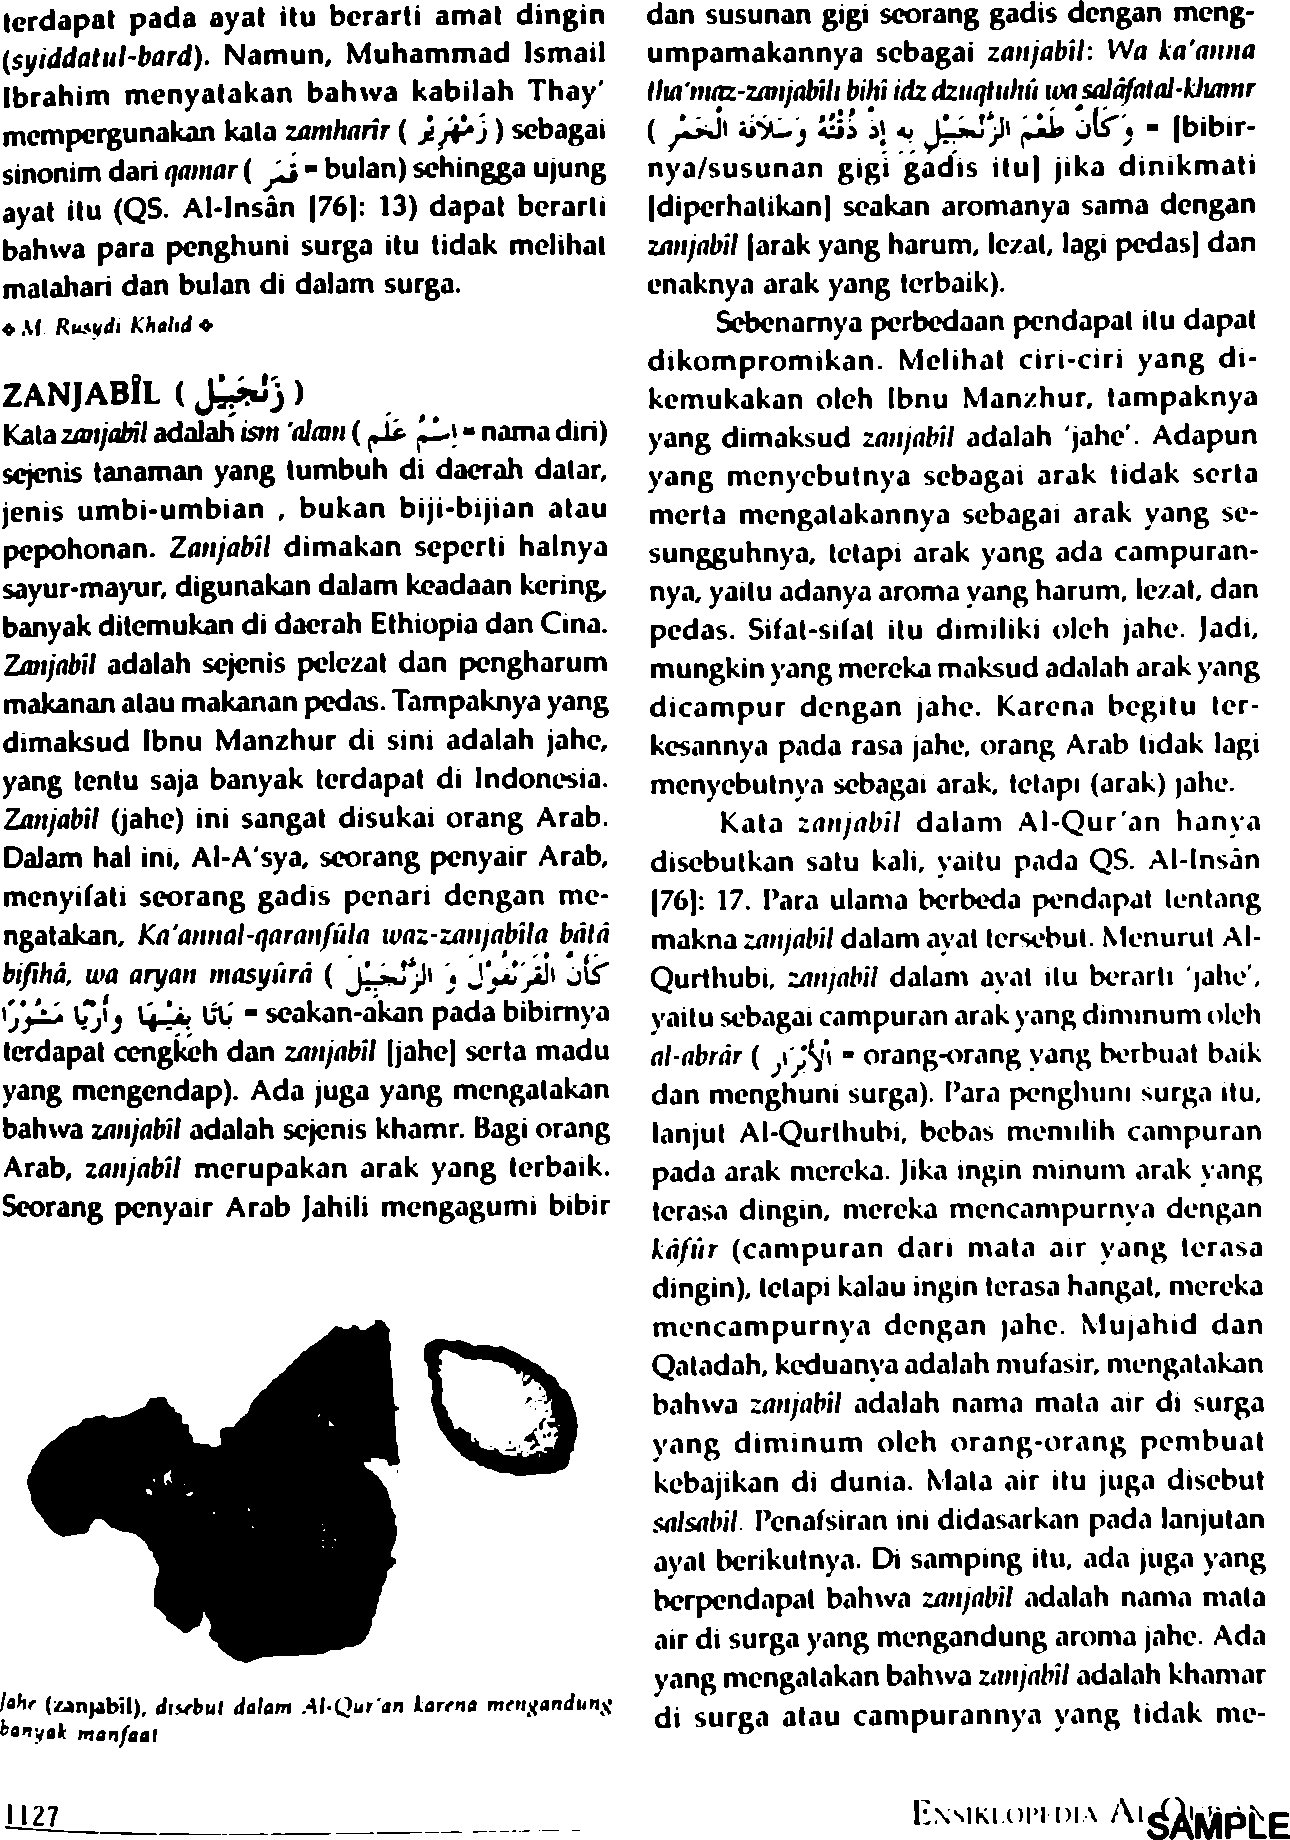 terdapat pada ayat itu berarti amat dingin
(syiddatul-bard). Namun, Muhammad Ismail
Ibrahim menyatakan bahwa kabilah Thay'
mempergunakan kata zamharîr ( زَمْهَرِيْر ) sebagai
sinonim dari qamar ( قَمَر = bulan) sehingga ujung
ayat itu (QS. Al-Insân [76]: 13) dapat berarti
bahwa para penghuni surga itu tidak melihat
matahari dan bulan di dalam surga.
❖ M. Rusydi Khalid ❖
ZANJABÎL ( زَنْجَبِيْل )
Kata zanjabîl adalah ism 'alam ( اِسْمُ عَلَم = nama diri)
sejenis tanaman yang tumbuh di daerah datar,
jenis umbi-umbian , bukan biji-bijian atau
pepohonan. Zanjabîl dimakan seperti halnya
sayur-mayur, digunakan dalam keadaan kering,
banyak ditemukan di daerah Ethiopia dan Cina.
Zanjabîl adalah sejenis pelezat dan pengharum
makanan atau makanan pedas. Tampaknya yang
dimaksud Ibnu Manzhur di sini adalah jahe,
yang tentu saja banyak terdapat di Indonesia.
Zanjabîl (jahe) ini sangat disukai orang Arab.
Dalam hal ini, Al-A'sya, seorang penyair Arab,
menyifati seorang gadis penari dengan me-
ngatakan, Ka'annal-qaranfûla waz-zanjabîla bâtâ
bifîhâ, wa aryan masyûrâ ( كَأَنَّ الْقَرَنْفُوْلَ وَ الزَّنْجَبِيْلَ
بَاتَا بِفِيْهَا وَأَرْيًا مَشُوْرًا = seakan-akan pada bibirnya
terdapat cengkeh dan zanjabîl [jahe] serta madu
yang mengendap). Ada juga yang mengatakan
bahwa zanjabîl adalah sejenis khamr. Bagi orang
Arab, zanjabîl merupakan arak yang terbaik.
Seorang penyair Arab Jahili mengagumi bibir
Jahe (zanjabîl), disebut dalam Al-Qur'an karena mengandung
banyak manfaat
dan susunan gigi seorang gadis dengan meng-
umpamakannya sebagai zanjabîl: Wa ka'anna
tha'maz-zanjabîli bihî idz dzuqtuhû wa salâfatal-khamr
( وَكَأَنَّ طَعْمَ الزَّنْجَبِيْلِ بِهِ إِذْ ذُقْتُهُ وَسَلَافَةَ الْخَمْرِ = [bibir-
nya/susunan gigi gadis itu] jika dinikmati
[diperhatikan] seakan aromanya sama dengan
zanjabîl [arak yang harum, lezat, lagi pedas] dan
enaknya arak yang terbaik).
Sebenarnya perbedaan pendapat itu dapat
dikompromikan. Melihat ciri-ciri yang di-
kemukakan oleh Ibnu Manzhur, tampaknya
yang dimaksud zanjabîl adalah 'jahe'. Adapun
yang menyebutnya sebagai arak tidak serta
merta mengatakannya sebagai arak yang se-
sungguhnya, tetapi arak yang ada campuran-
nya, yaitu adanya aroma yang harum, lezat, dan
pedas. Sifat-sifat itu dimiliki oleh jahe. Jadi,
mungkin yang mereka maksud adalah arak yang
dicampur dengan jahe. Karena begitu ter-
kesannya pada rasa jahe, orang Arab tidak lagi
menyebutnya sebagai arak, tetapi (arak) jahe.
Kata zanjabîl dalam Al-Qur'an hanya
disebutkan satu kali, yaitu pada QS. Al-Insân
[76]: 17. Para ulama berbeda pendapat tentang
makna zanjabîl dalam ayat tersebut. Menurut Al-
Qurthubi, zanjabîl dalam ayat itu berarti 'jahe',
yaitu sebagai campuran arak yang diminum oleh
al-abrâr ( اْلأَبْرَار = orang-orang yang berbuat baik
dan menghuni surga). Para penghuni surga itu,
lanjut Al-Qurthubi, bebas memilih campuran
pada arak mereka. Jika ingin minum arak yang
terasa dingin, mereka mencampurnya dengan
kâfûr (campuran dari mata air yang terasa
dingin), tetapi kalau ingin terasa hangat, mereka
mencampurnya dengan jahe. Mujahid dan
Qatadah, keduanya adalah mufasir, mengatakan
bahwa zanjabîl adalah nama mata air di surga
yang diminum oleh orang-orang pembuat
kebajikan di dunia. Mata air itu juga disebut
salsabîl. Penafsiran ini didasarkan pada lanjutan
ayat berikutnya. Di samping itu, ada juga yang
berpendapat bahwa zanjabîl adalah nama mata
air di surga yang mengandung aroma jahe. Ada
yang mengatakan bahwa zanjabîl adalah khamar
di surga atau campurannya yang tidak me-
1127
ENSIKLOPEDIA AL-QUR'AN
SAMPLE